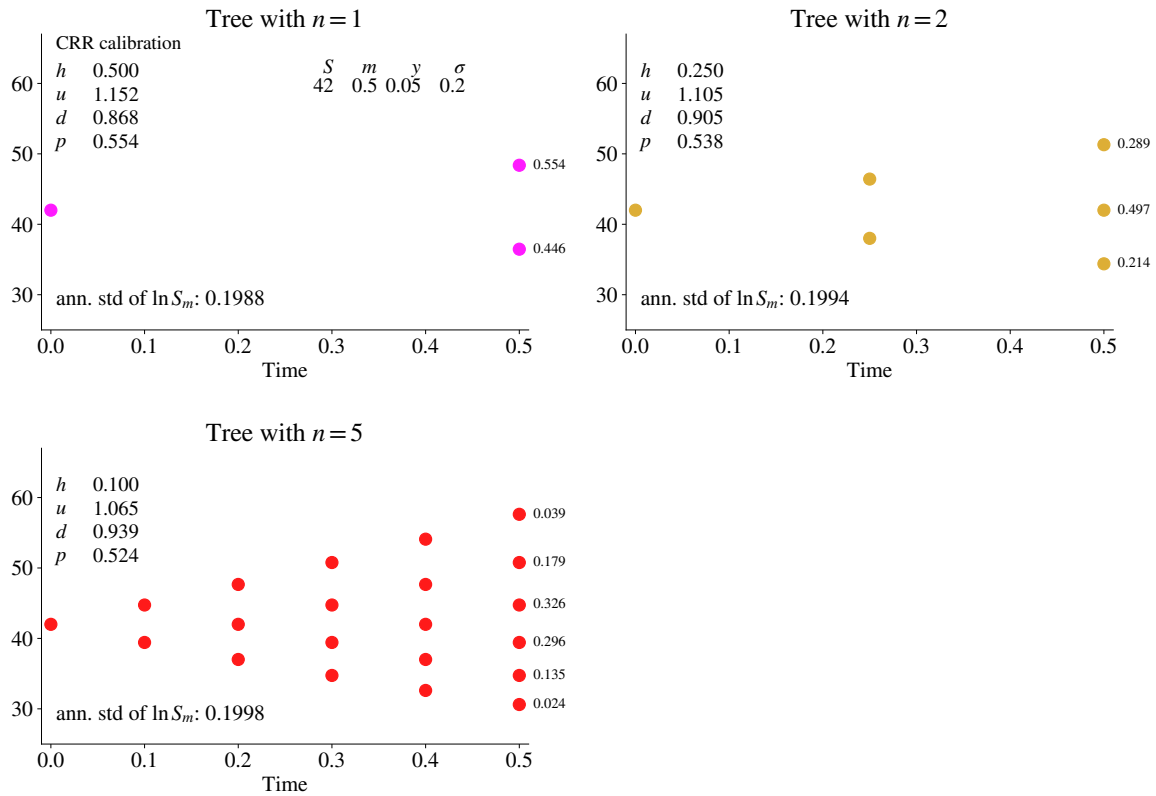 Tree with n = 1
CRR calibration
h 0.500
u 1.152
d 0.868
p 0.554
S m y σ
42 0.5 0.05 0.2
60
50
40
30
0.554
0.446
ann. std of ln S_m: 0.1988
0.0 0.1 0.2 0.3 0.4 0.5
Time
Tree with n = 2
h 0.250
u 1.105
d 0.905
p 0.538
60
50
40
30
0.289
0.497
0.214
ann. std of ln S_m: 0.1994
0.0 0.1 0.2 0.3 0.4 0.5
Time
Tree with n = 5
h 0.100
u 1.065
d 0.939
p 0.524
60
50
40
30
0.039
0.179
0.326
0.296
0.135
0.024
ann. std of ln S_m: 0.1998
0.0 0.1 0.2 0.3 0.4 0.5
Time